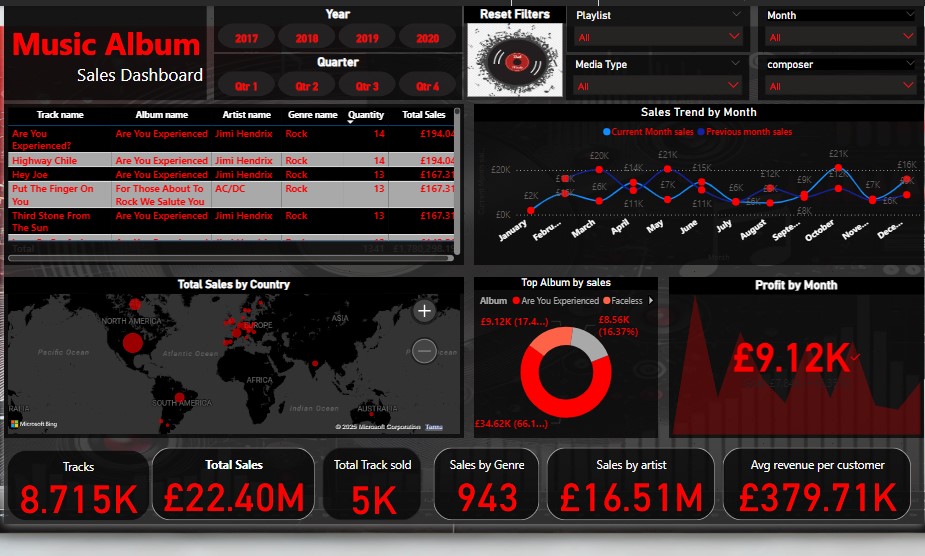 Music Album
Sales Dashboard
Year
2017 2018 2019 2020
Quarter
Qtr 1 Qtr 2 Qtr 3 Qtr 4
Reset Filters
Playlist
All
Month
All
Media Type
All
composer
All
Track name Album name Artist name Genre name Quantity Total Sales
Are You Experienced Jimi Hendrix Rock 14 £194.04
Are You
Experienced?
Highway Chile Are You Experienced Jimi Hendrix Rock 14 £194.04
Hey Joe Are You Experienced Jimi Hendrix Rock 13 £167.31
Put The Finger On For Those About To AC/DC Rock 13 £167.31
You Rock We Salute You
Third Stone From Are You Experienced Jimi Hendrix Rock 13 £167.31
The Sun
Total
Sales Trend by Month
Current Month sales Previous month sales
£20K
£0K
£2K
£20K
£6K
£14K
£11K
£20K
£7K
£15K
£11K
£6K
£12K
£6K
£9K
£8K
£21K
£12K
£7K
£6K
£16K
£9K
January Febru... March April May June July August Septe... October Nove... Dece...
Total Sales by Country
NORTH AMERICA
EUROPE
ASIA
Pacific Ocean
Atlantic Ocean
AFRICA
SOUTH AMERICA
Indian Ocean
AUSTRALIA
RALIA
Microsoft Bing
© 2025 Microsoft Corporation Terms
Top Album by sales
Album Are You Experienced Faceless
£9.12K (17.4...)
£8.56K
(16.37%)
£34.62K (66.1...)
Profit by Month
£9.12K
Tracks
8.715K
Total Sales
£22.40M
Total Track sold
5K
Sales by Genre
943
Sales by artist
£16.51M
Avg revenue per customer
£379.71K